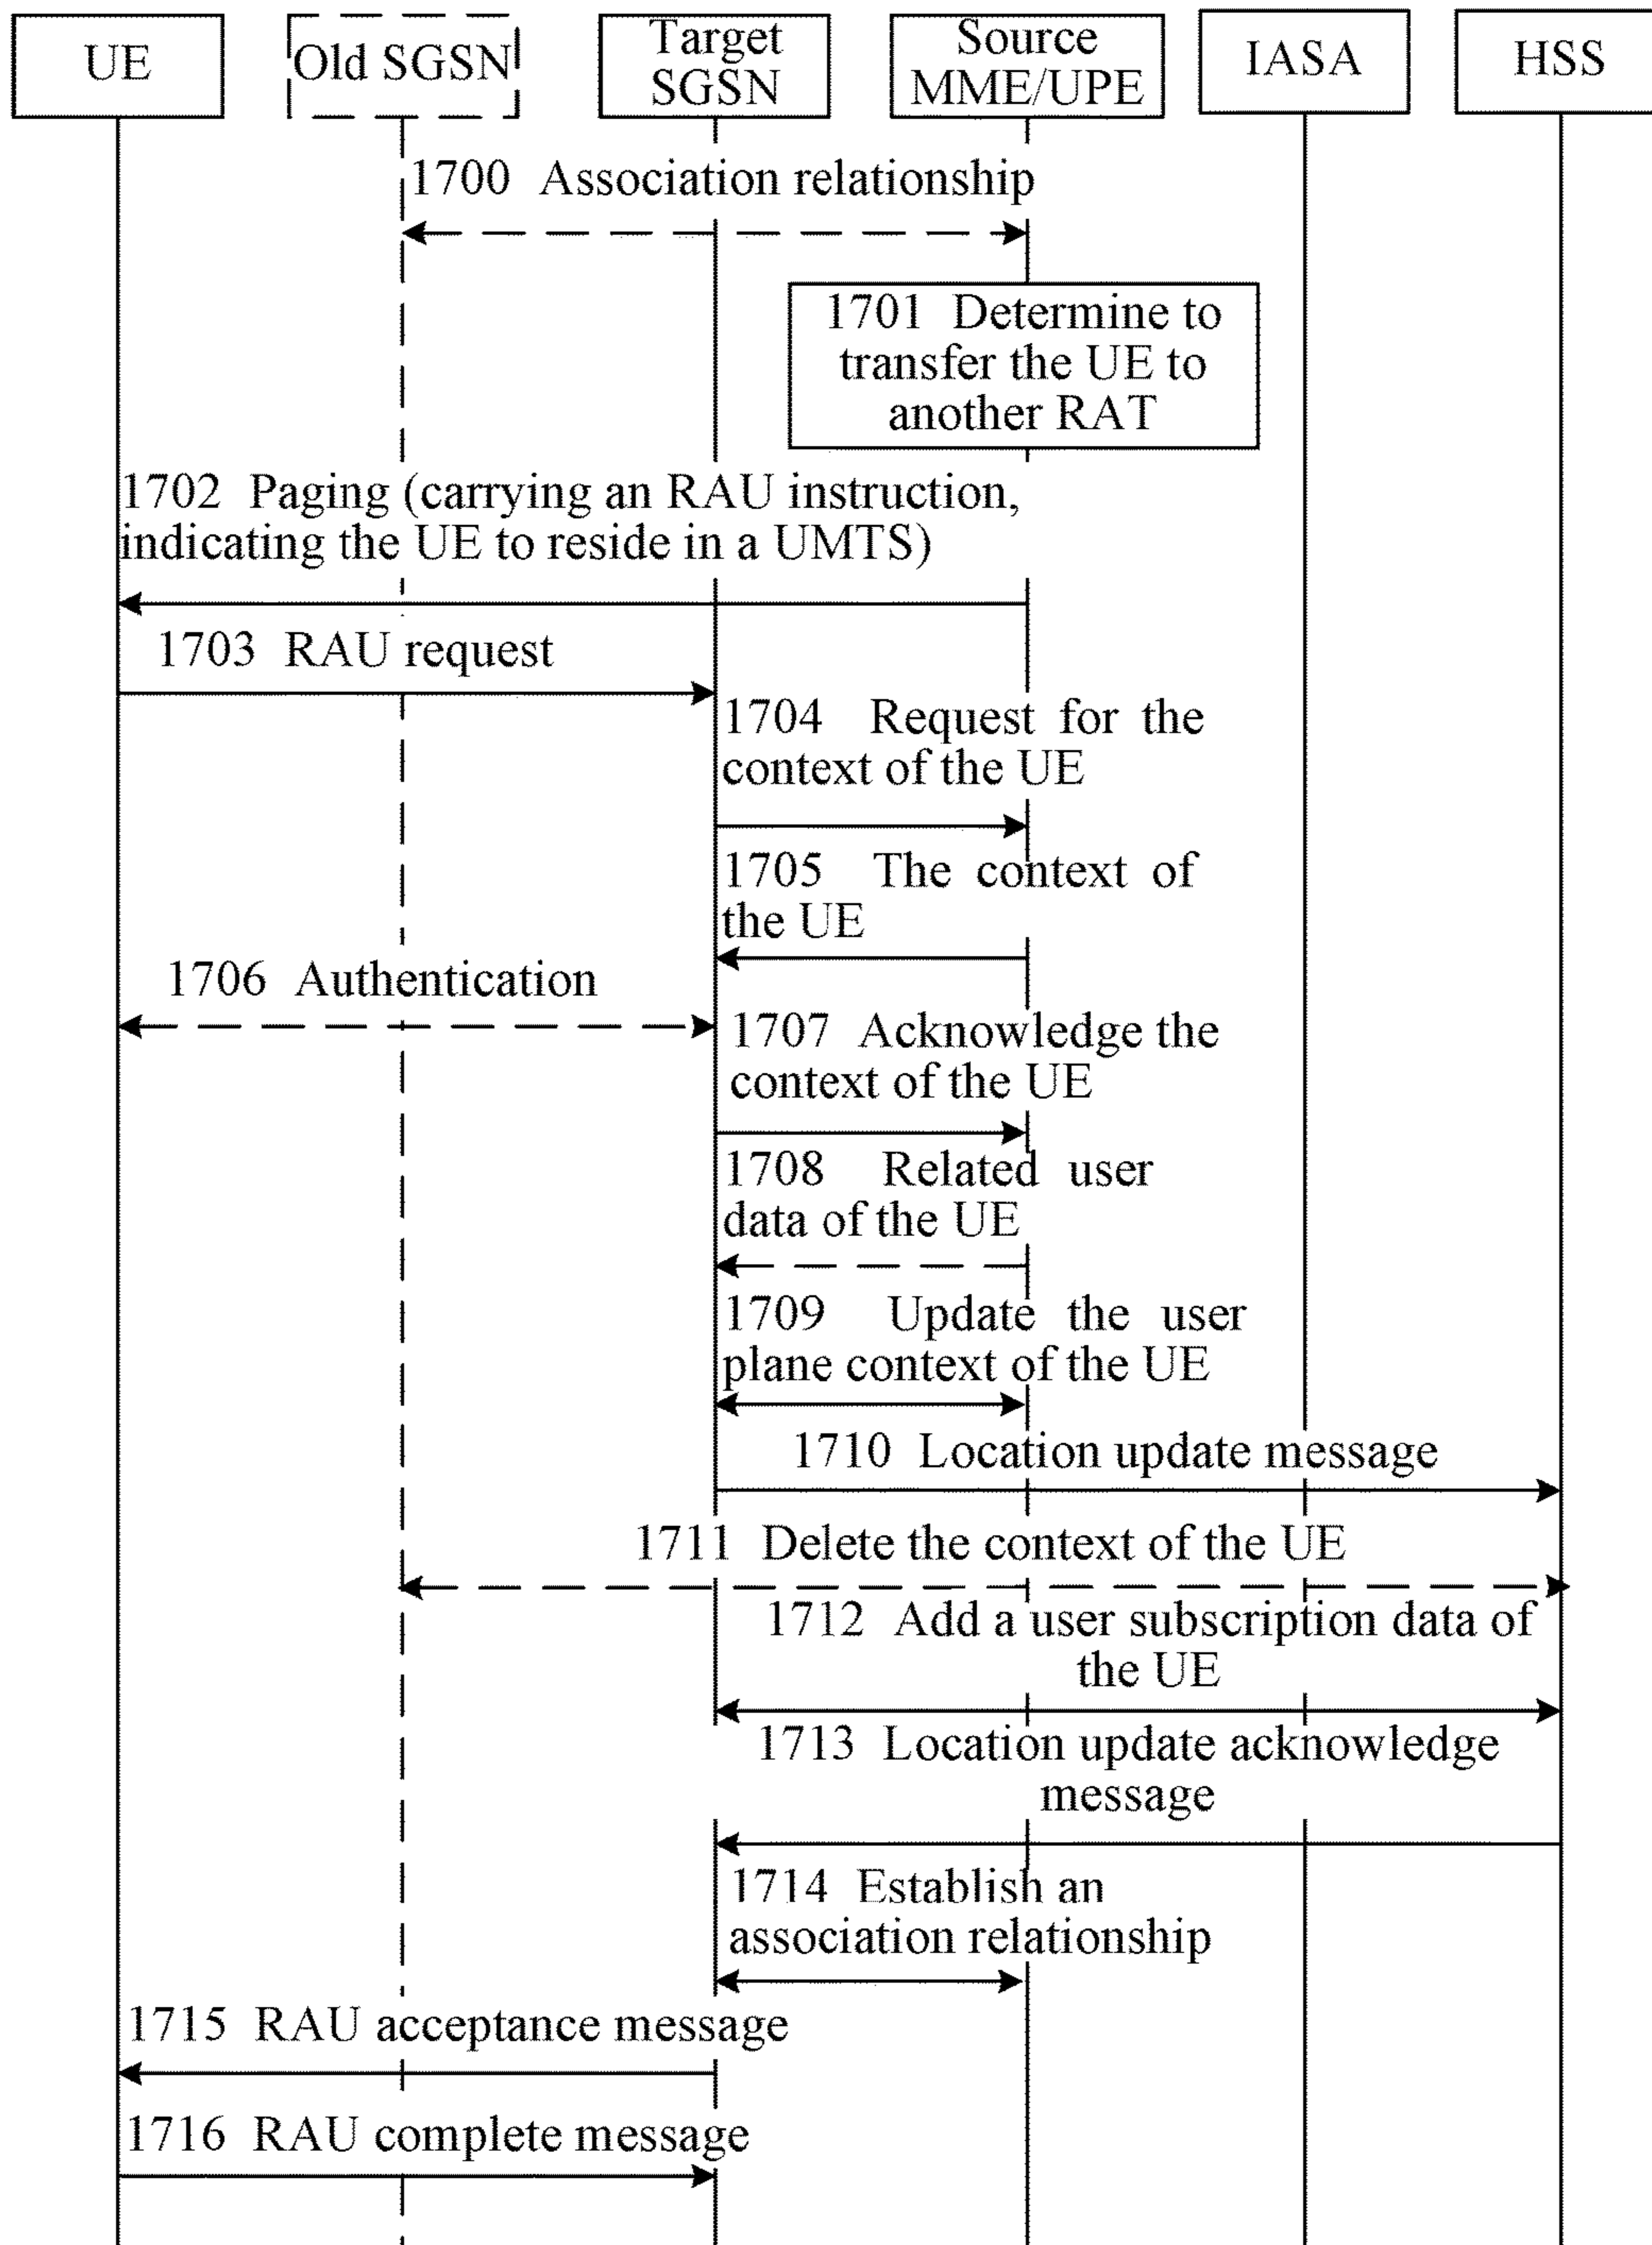 UE
Old SGSN
Target
SGSN
Source
MME/UPE
IASA
HSS
1700 Association relationship
1701 Determine to
transfer the UE to
another RAT
1702 Paging (carrying an RAU instruction,
indicating the UE to reside in a UMTS)
1703 RAU request
1704 Request for the
context of the UE
1705 The context of
the UE
1706 Authentication
1707 Acknowledge the
context of the UE
1708 Related user
data of the UE
1709 Update the user
plane context of the UE
1710 Location update message
1711 Delete the context of the UE
1712 Add a user subscription data of
the UE
1713 Location update acknowledge
message
1714 Establish an
association relationship
1715 RAU acceptance message
1716 RAU complete message